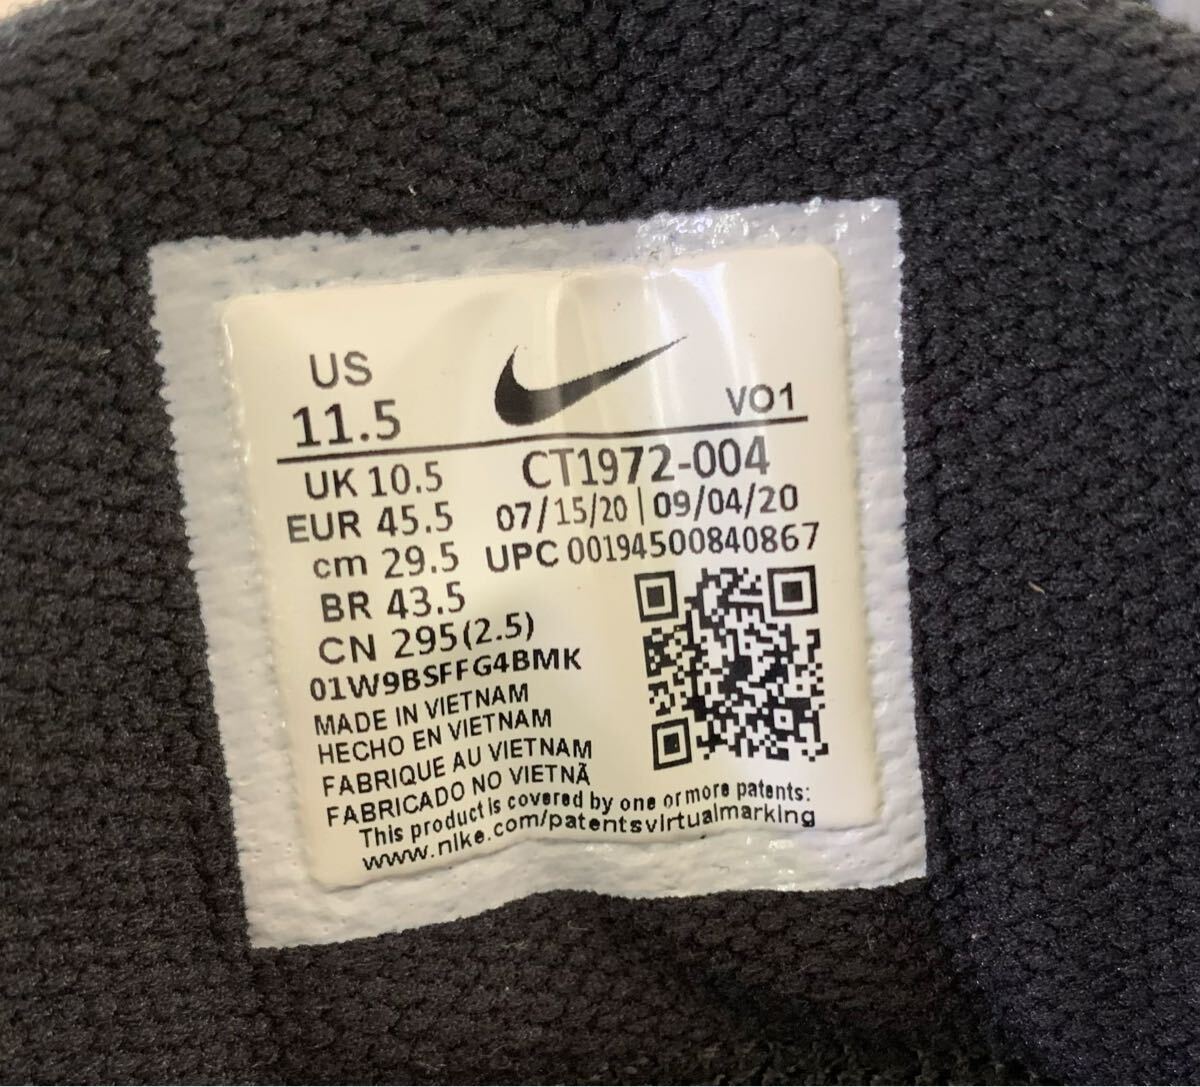 US
11.5
VO1
UK 10.5
EUR 45.5
cm 29.5
BR 43.5
CN 295(2.5)
CT1972-004
07/15/20 | 09/04/20
UPC 00194500840867
01W9BSFFG4BMK
MADE IN VIETNAM
HECHO EN VIETNAM
FABRIQUE AU VIETNAM
FABRICADO NO VIETNÃ
This product is covered by one or more patents:
www.nike.com/patentsvirtualmarking